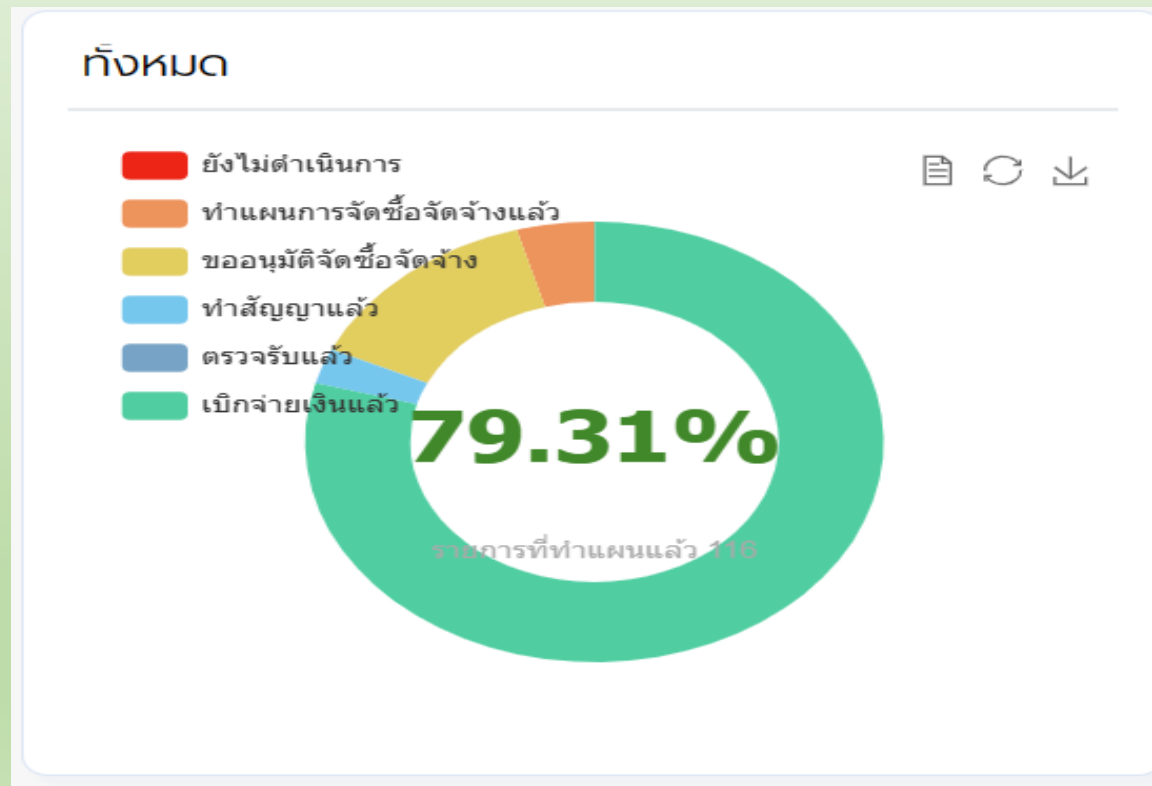 ทั้งหมด
ยังไม่ดำเนินการ
ทำแผนการจัดซื้อจัดจ้างแล้ว
ขออนุมัติจัดซื้อจัดจ้าง
ทำสัญญาแล้ว
ตรวจรับแล้ว
เบิกจ่ายเงินแล้ว
79.31%
รายการที่ทำแผนแล้ว 116